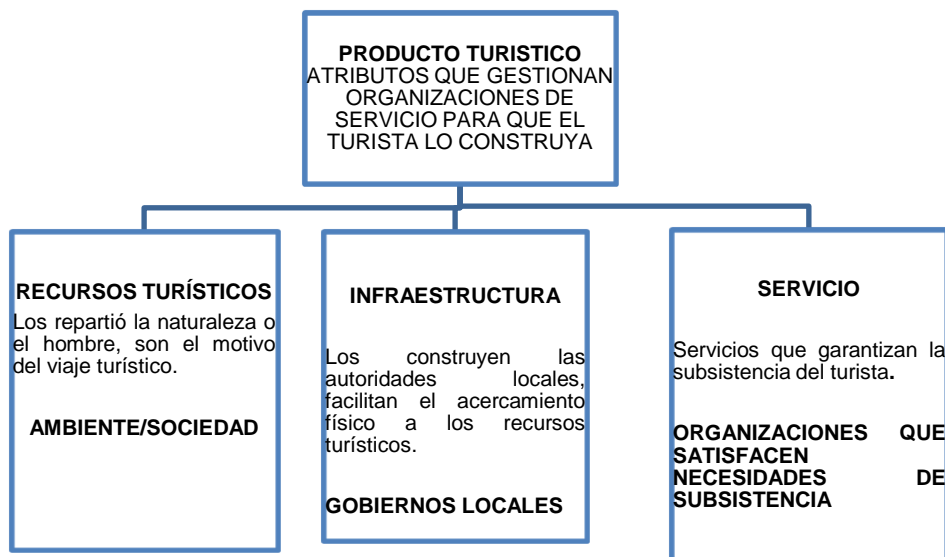 PRODUCTO TURISTICO
ATRIBUTOS QUE GESTIONAN
ORGANIZACIONES DE
SERVICIO PARA QUE EL
TURISTA LO CONSTRUYA
RECURSOS TURÍSTICOS
Los repartió la naturaleza o
el hombre, son el motivo
del viaje turístico.
AMBIENTE/SOCIEDAD
INFRAESTRUCTURA
Los construyen las
autoridades locales,
facilitan el acercamiento
físico a los recursos
turísticos.
GOBIERNOS LOCALES
SERVICIO
Servicios que garantizan la
subsistencia del turista.
ORGANIZACIONES QUE
SATISFACEN
NECESIDADES DE
SUBSISTENCIA